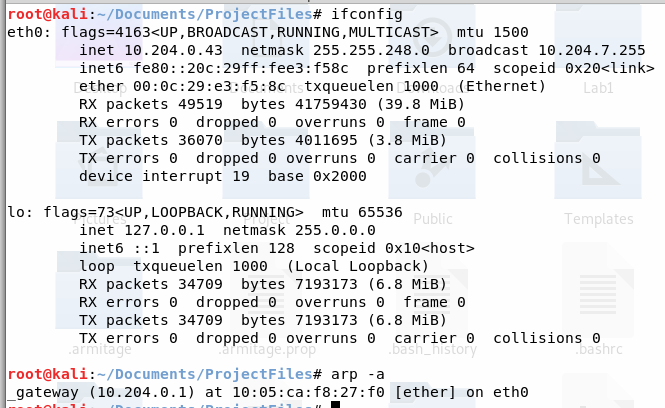 root@kali:~/Documents/ProjectFiles# ifconfig
eth0: flags=4163<UP,BROADCAST,RUNNING,MULTICAST>  mtu 1500
        inet 10.204.0.43  netmask 255.255.248.0  broadcast 10.204.7.255
        inet6 fe80::20c:29ff:fee3:f58c  prefixlen 64  scopeid 0x20<link>
        ether 00:0c:29:e3:f5:8c  txqueuelen 1000  (Ethernet)
        RX packets 49519  bytes 41759430 (39.8 MiB)
        RX errors 0  dropped 0  overruns 0  frame 0
        TX packets 36070  bytes 4011695 (3.8 MiB)
        TX errors 0  dropped 0 overruns 0  carrier 0  collisions 0
        device interrupt 19  base 0x2000
Lab1
Pictures
Project
Public
Templates
lo: flags=73<UP,LOOPBACK,RUNNING>  mtu 65536
        inet 127.0.0.1  netmask 255.0.0.0
        inet6 ::1  prefixlen 128  scopeid 0x10<host>
        loop  txqueuelen 1000  (Local Loopback)
        RX packets 34709  bytes 7193173 (6.8 MiB)
        RX errors 0  dropped 0  overruns 0  frame 0
        TX packets 34709  bytes 7193173 (6.8 MiB)
        TX errors 0  dropped 0 overruns 0  carrier 0  collisions 0
.armitage
.armitage.prop
.bash_history
.bashrc
root@kali:~/Documents/ProjectFiles# arp -a
_gateway (10.204.0.1) at 10:05:ca:f8:27:f0 [ether] on eth0
root@kali:~/Documents/ProjectFiles#